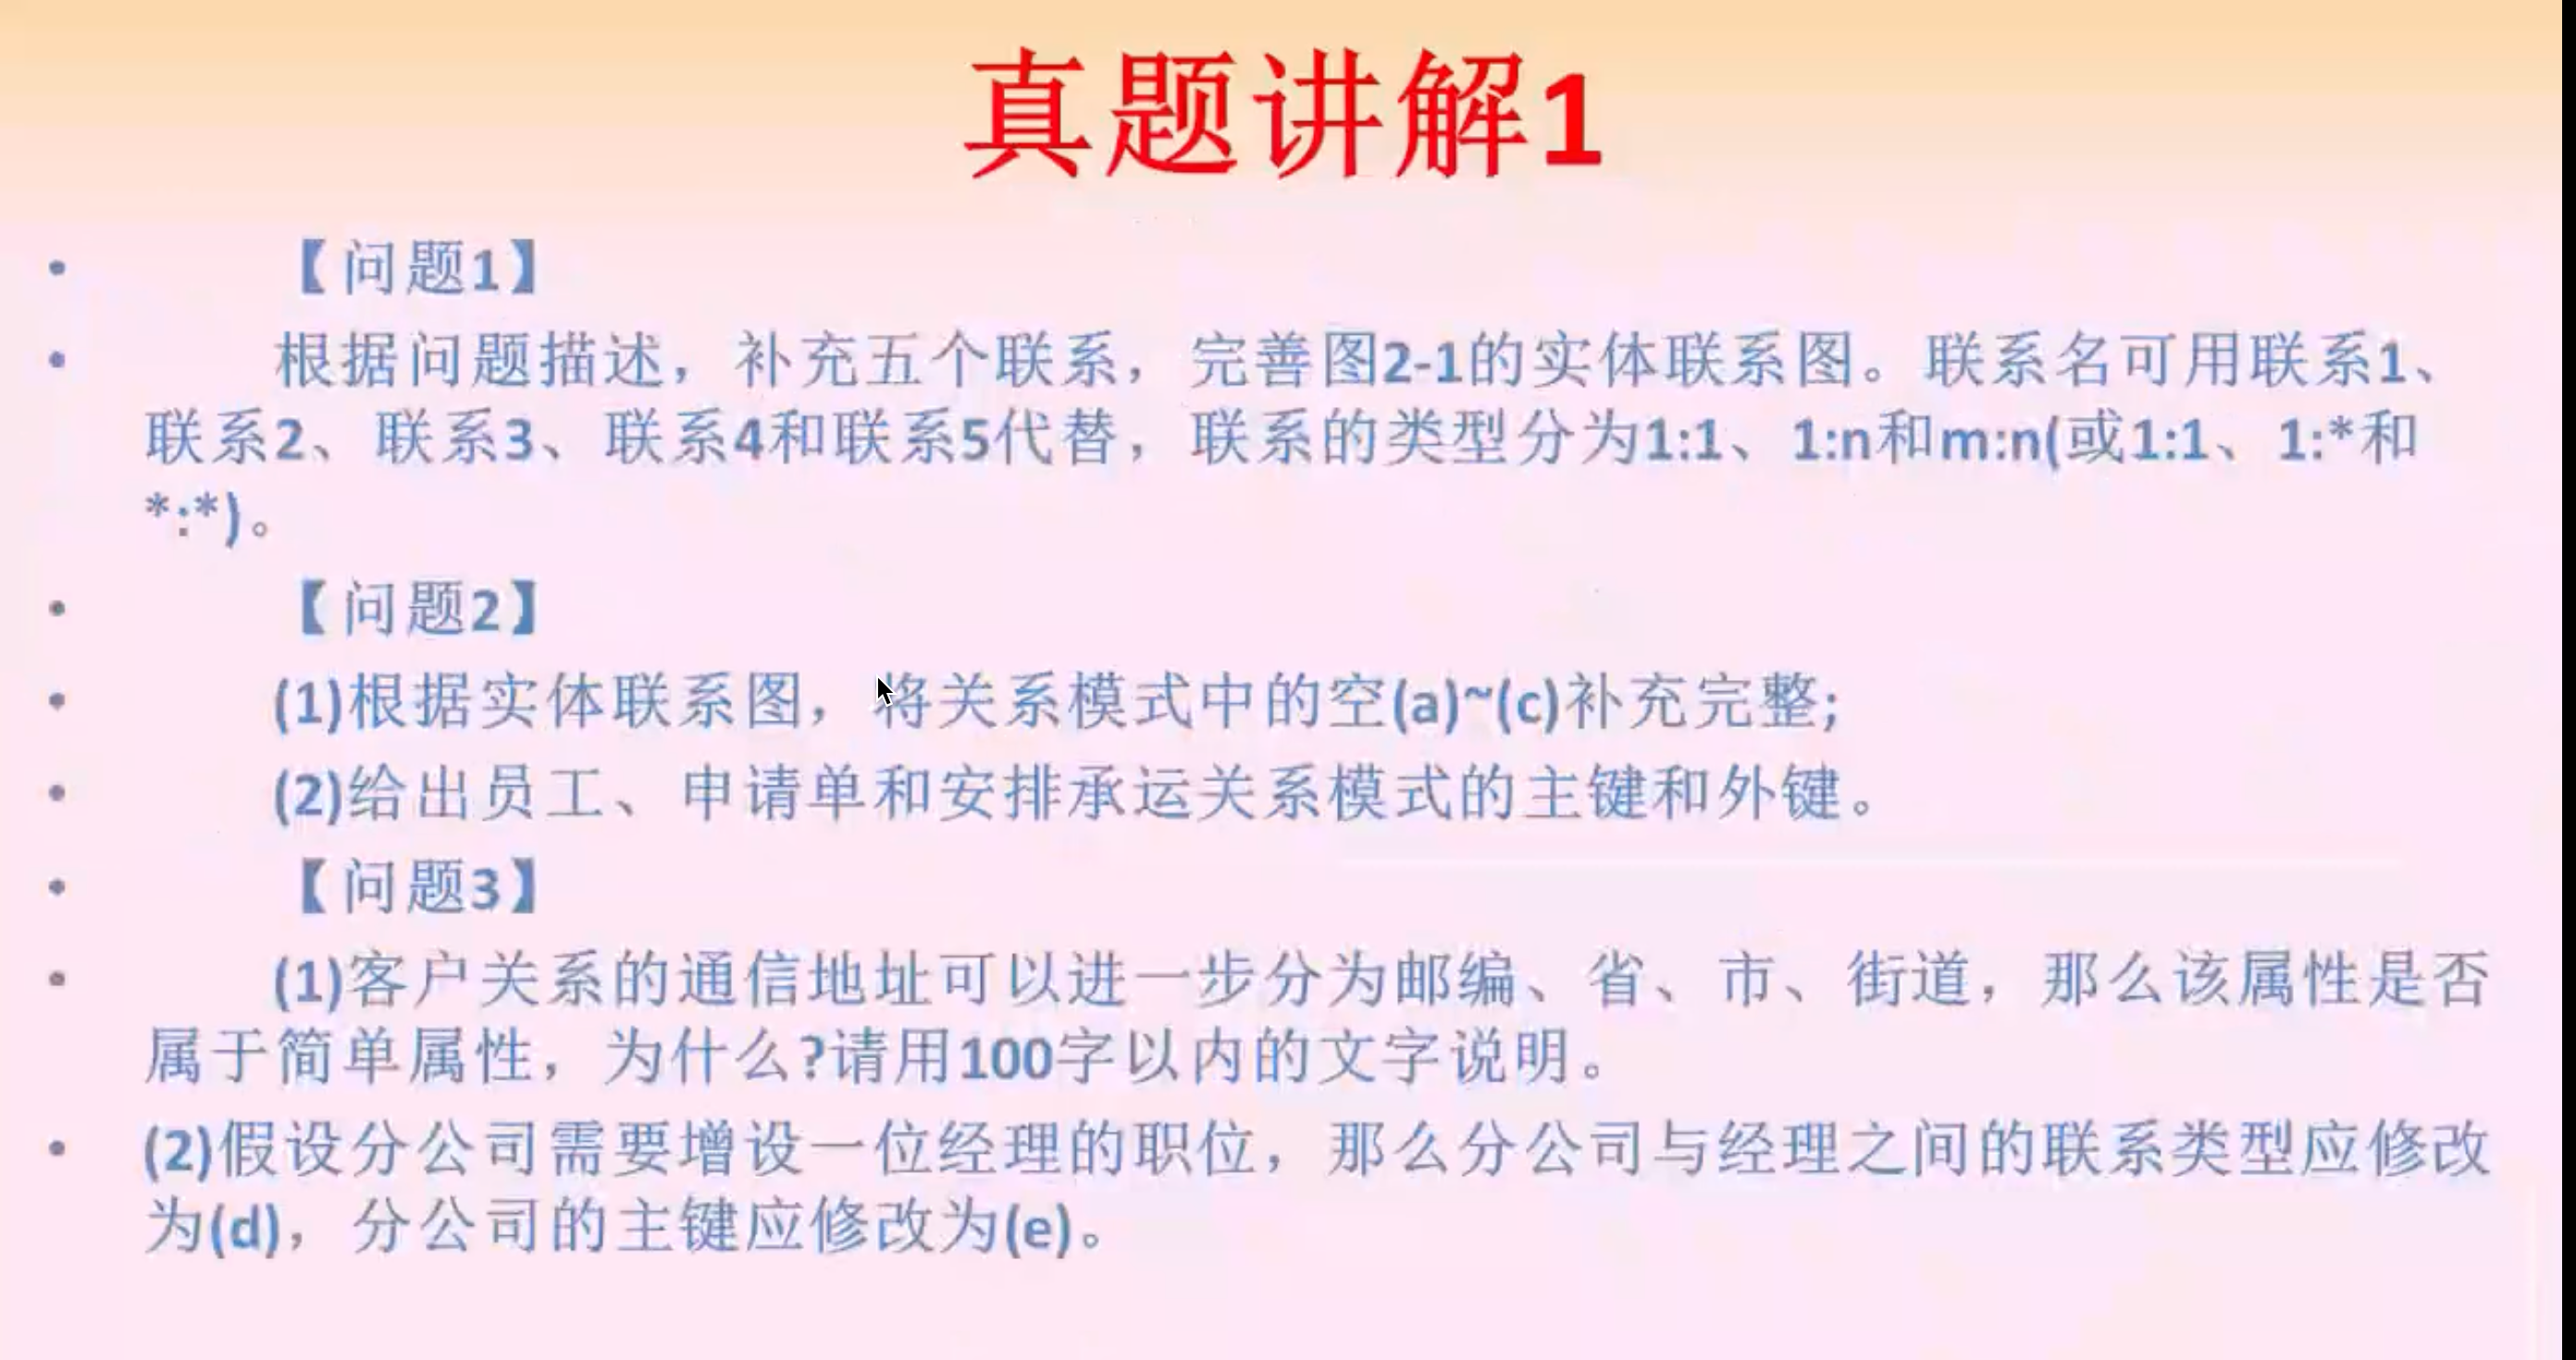 真题讲解1
• 【问题1】
• 根据问题描述，补充五个联系，完善图2-1的实体联系图。联系名可用联系1、
联系2、联系3、联系4和联系5代替，联系的类型分为1:1、1:n和m:n(或1:1、1:*和
*:*)。
• 【问题2】
• (1)根据实体联系图，将关系模式中的空(a)~(c)补充完整;
• (2)给出员工、申请单和安排承运关系模式的主键和外键。
• 【问题3】
• (1)客户关系的通信地址可以进一步分为邮编、省、市、街道，那么该属性是否
属于简单属性，为什么?请用100字以内的文字说明。
• (2)假设分公司需要增设一位经理的职位，那么分公司与经理之间的联系类型应修改
为(d)，分公司的主键应修改为(e)。